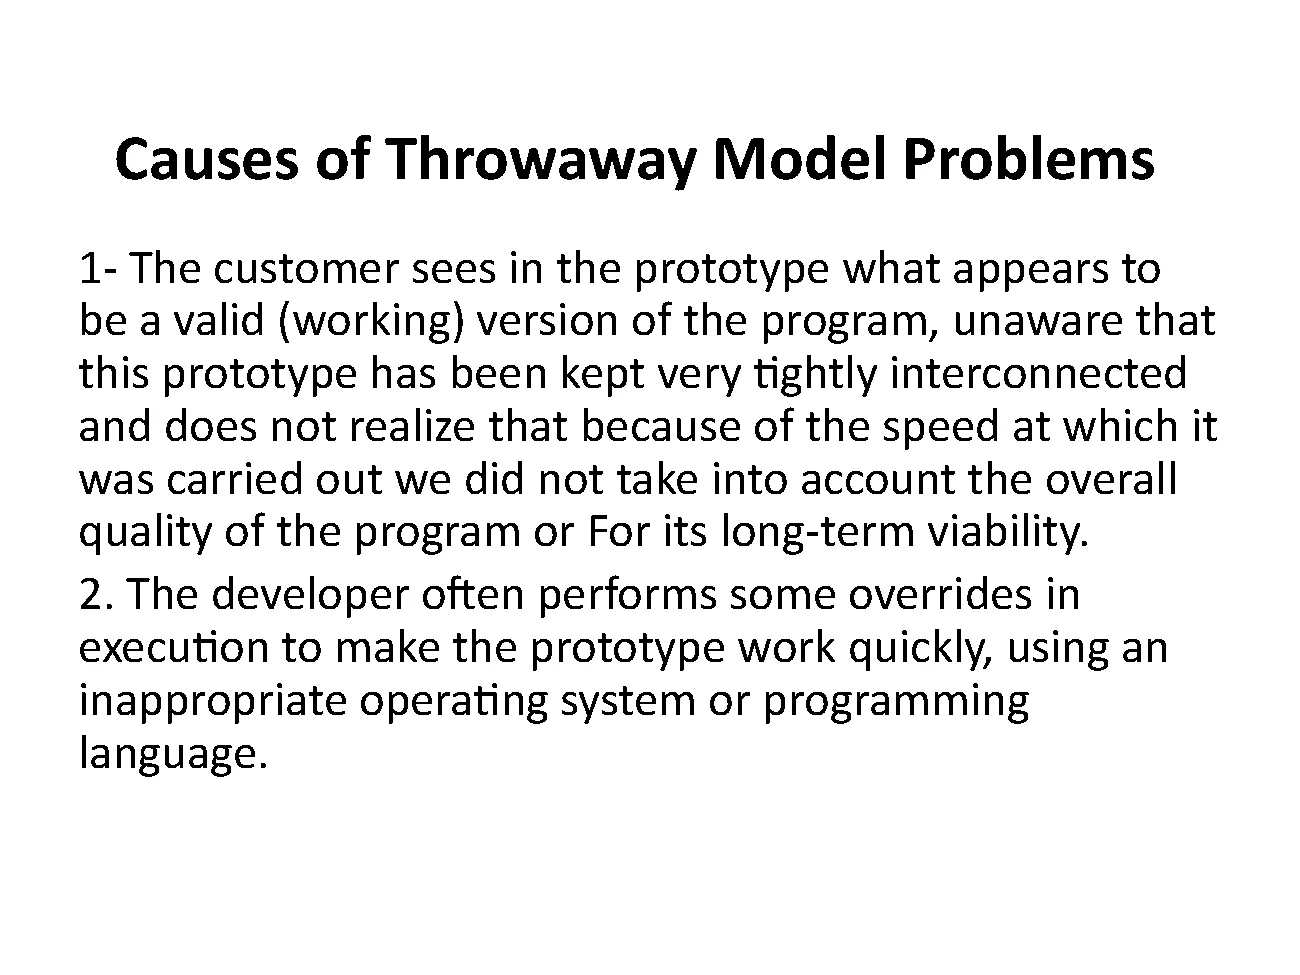 Causes of Throwaway Model Problems
1- The customer sees in the prototype what appears to
be a valid (working) version of the program, unaware that
this prototype has been kept very tightly interconnected
and does not realize that because of the speed at which it
was carried out we did not take into account the overall
quality of the program or For its long-term viability.
2. The developer often performs some overrides in
execution to make the prototype work quickly, using an
inappropriate operating system or programming
language.